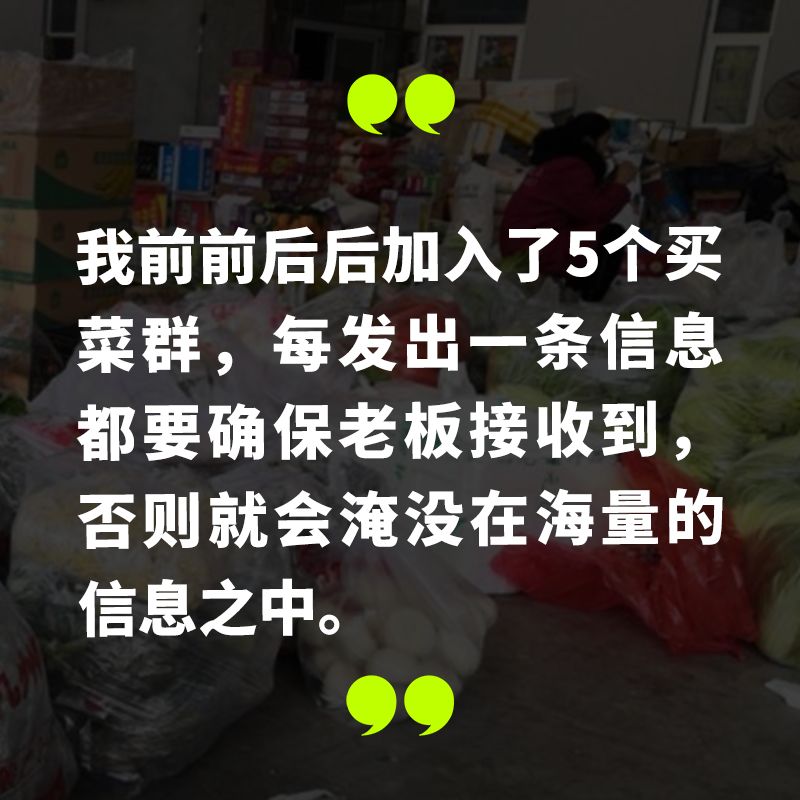 我前前后后加入了5个买
菜群，每发出一条信息
都要确保老板接收到，
否则就会淹没在海量的
信息之中。